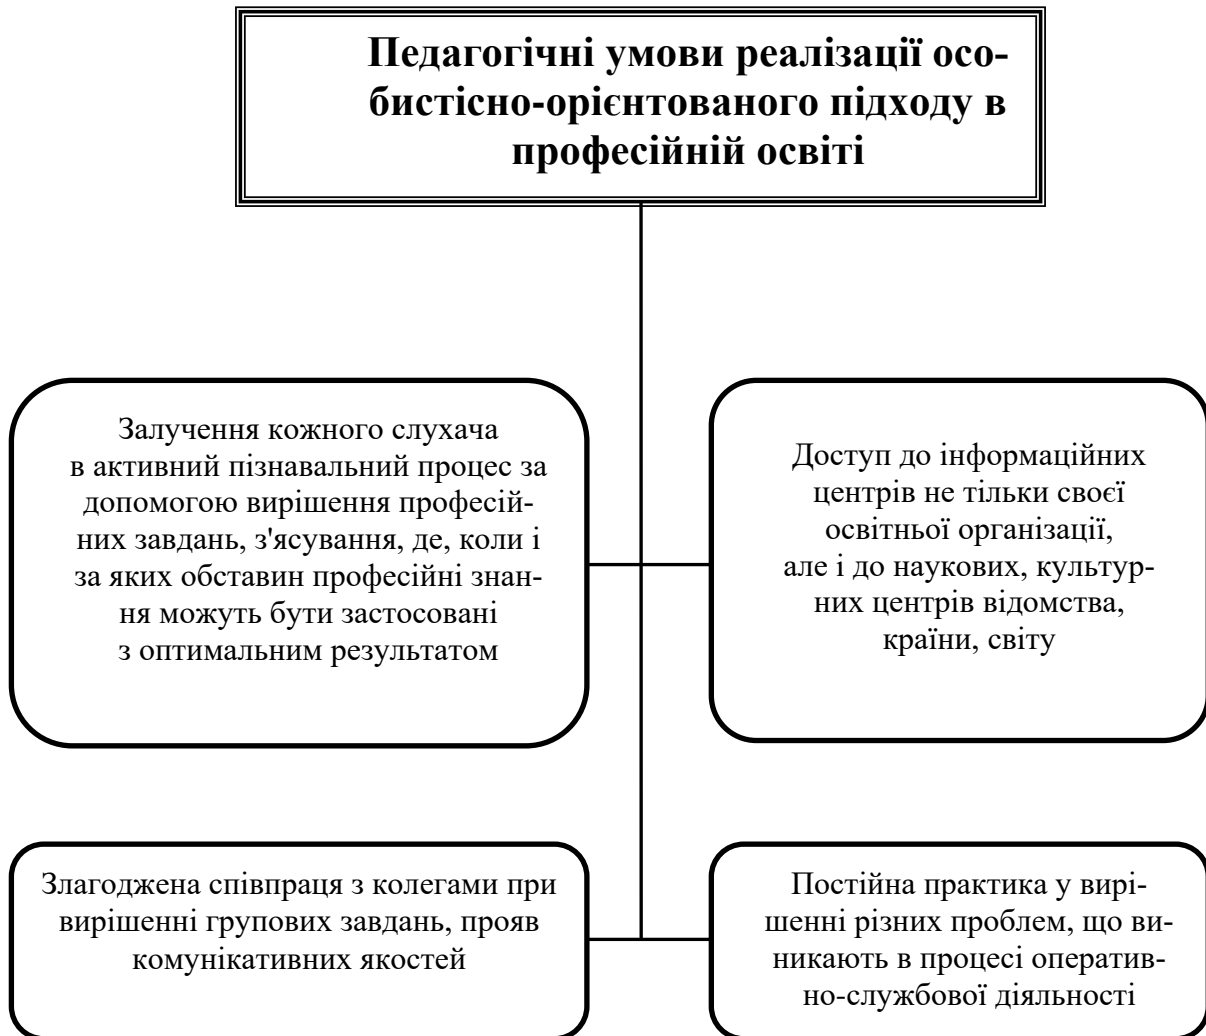 Педагогічні умови реалізації осо-
бистісно-орієнтованого підходу в
професійній освіті
Залучення кожного слухача
в активний пізнавальний процес за
допомогою вирішення професій-
них завдань, з'ясування, де, коли і
за яких обставин професійні знан-
ня можуть бути застосовані
з оптимальним результатом
Доступ до інформаційних
центрів не тільки своєї
освітньої організації,
але і до наукових, культур-
них центрів відомства,
країни, світу
Злагоджена співпраця з колегами при
вирішенні групових завдань, прояв
комунікативних якостей
Постійна практика у вирі-
шенні різних проблем, що ви-
никають в процесі оператив-
но-службової діяльності